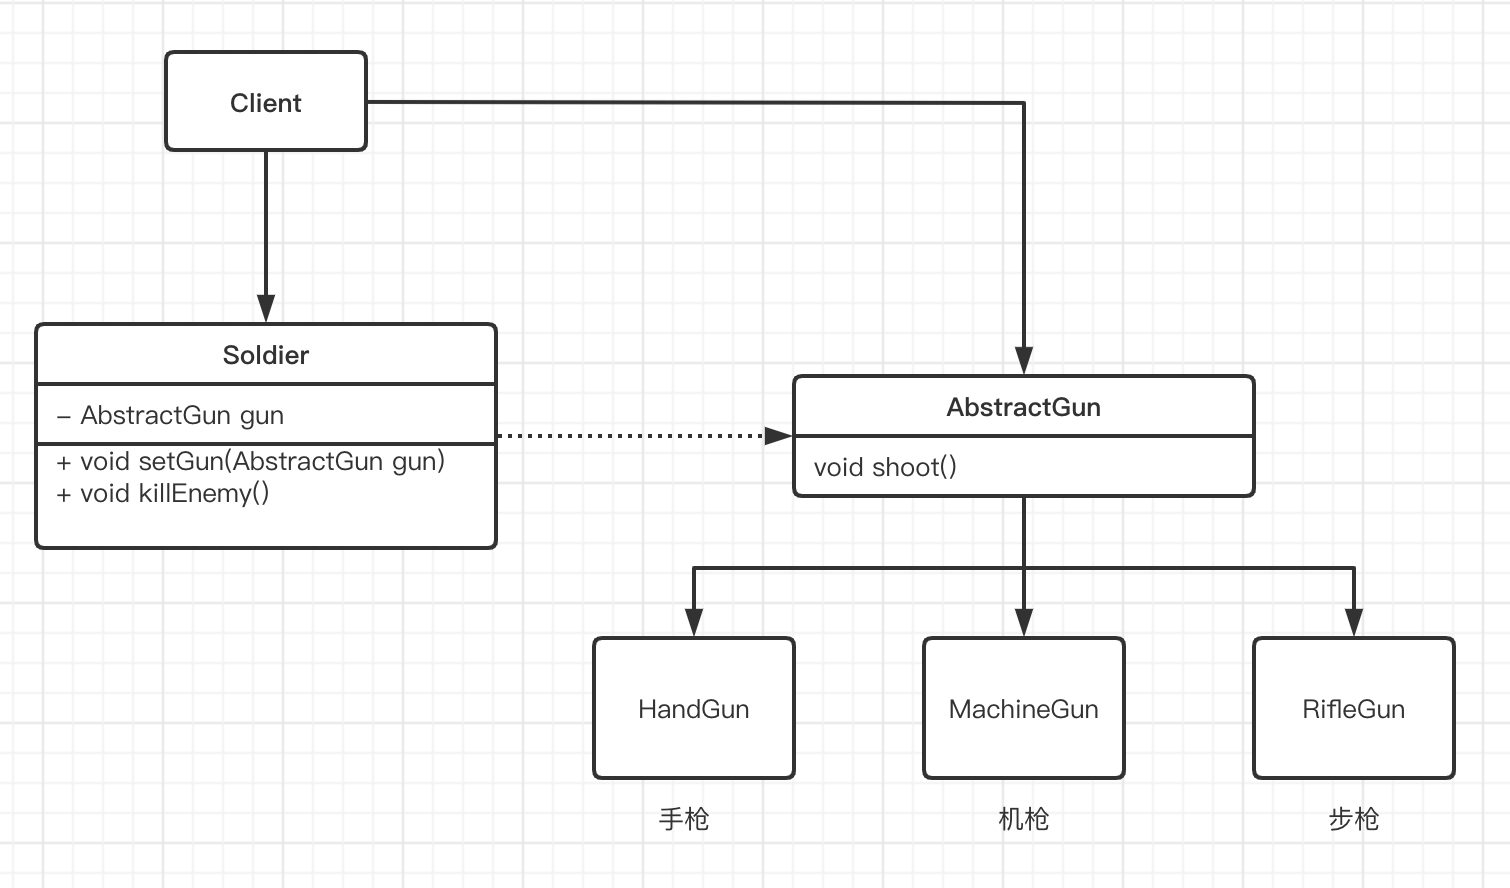 Client
Soldier
– AbstractGun gun
+ void setGun(AbstractGun gun)
+ void killEnemy()
AbstractGun
void shoot()
HandGun
MachineGun
RifleGun
手枪
机枪
步枪